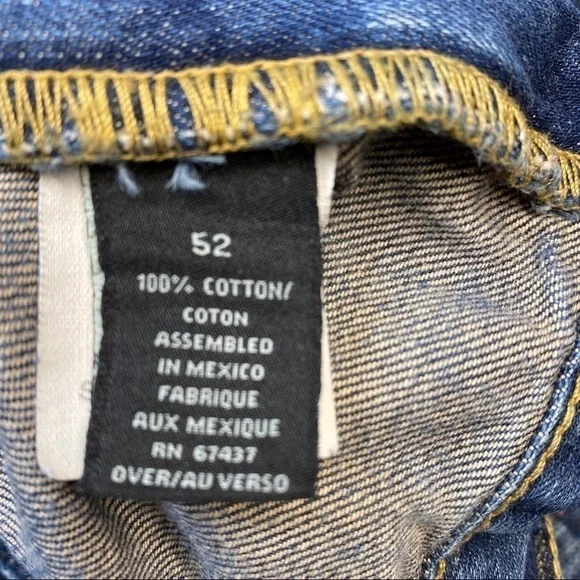 52
100% COTTON/
COTON
ASSEMBLED
IN MEXICO
FABRIQUE
AUX MEXIQUE
RN 67437
OVER/AU VERSO